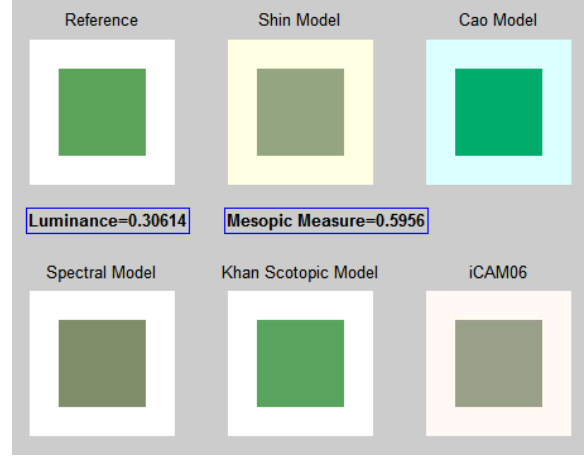 Reference Shin Model Cao Model
Luminance=0.30614 Mesopic Measure=0.5956
Spectral Model Khan Scotopic Model iCAM06